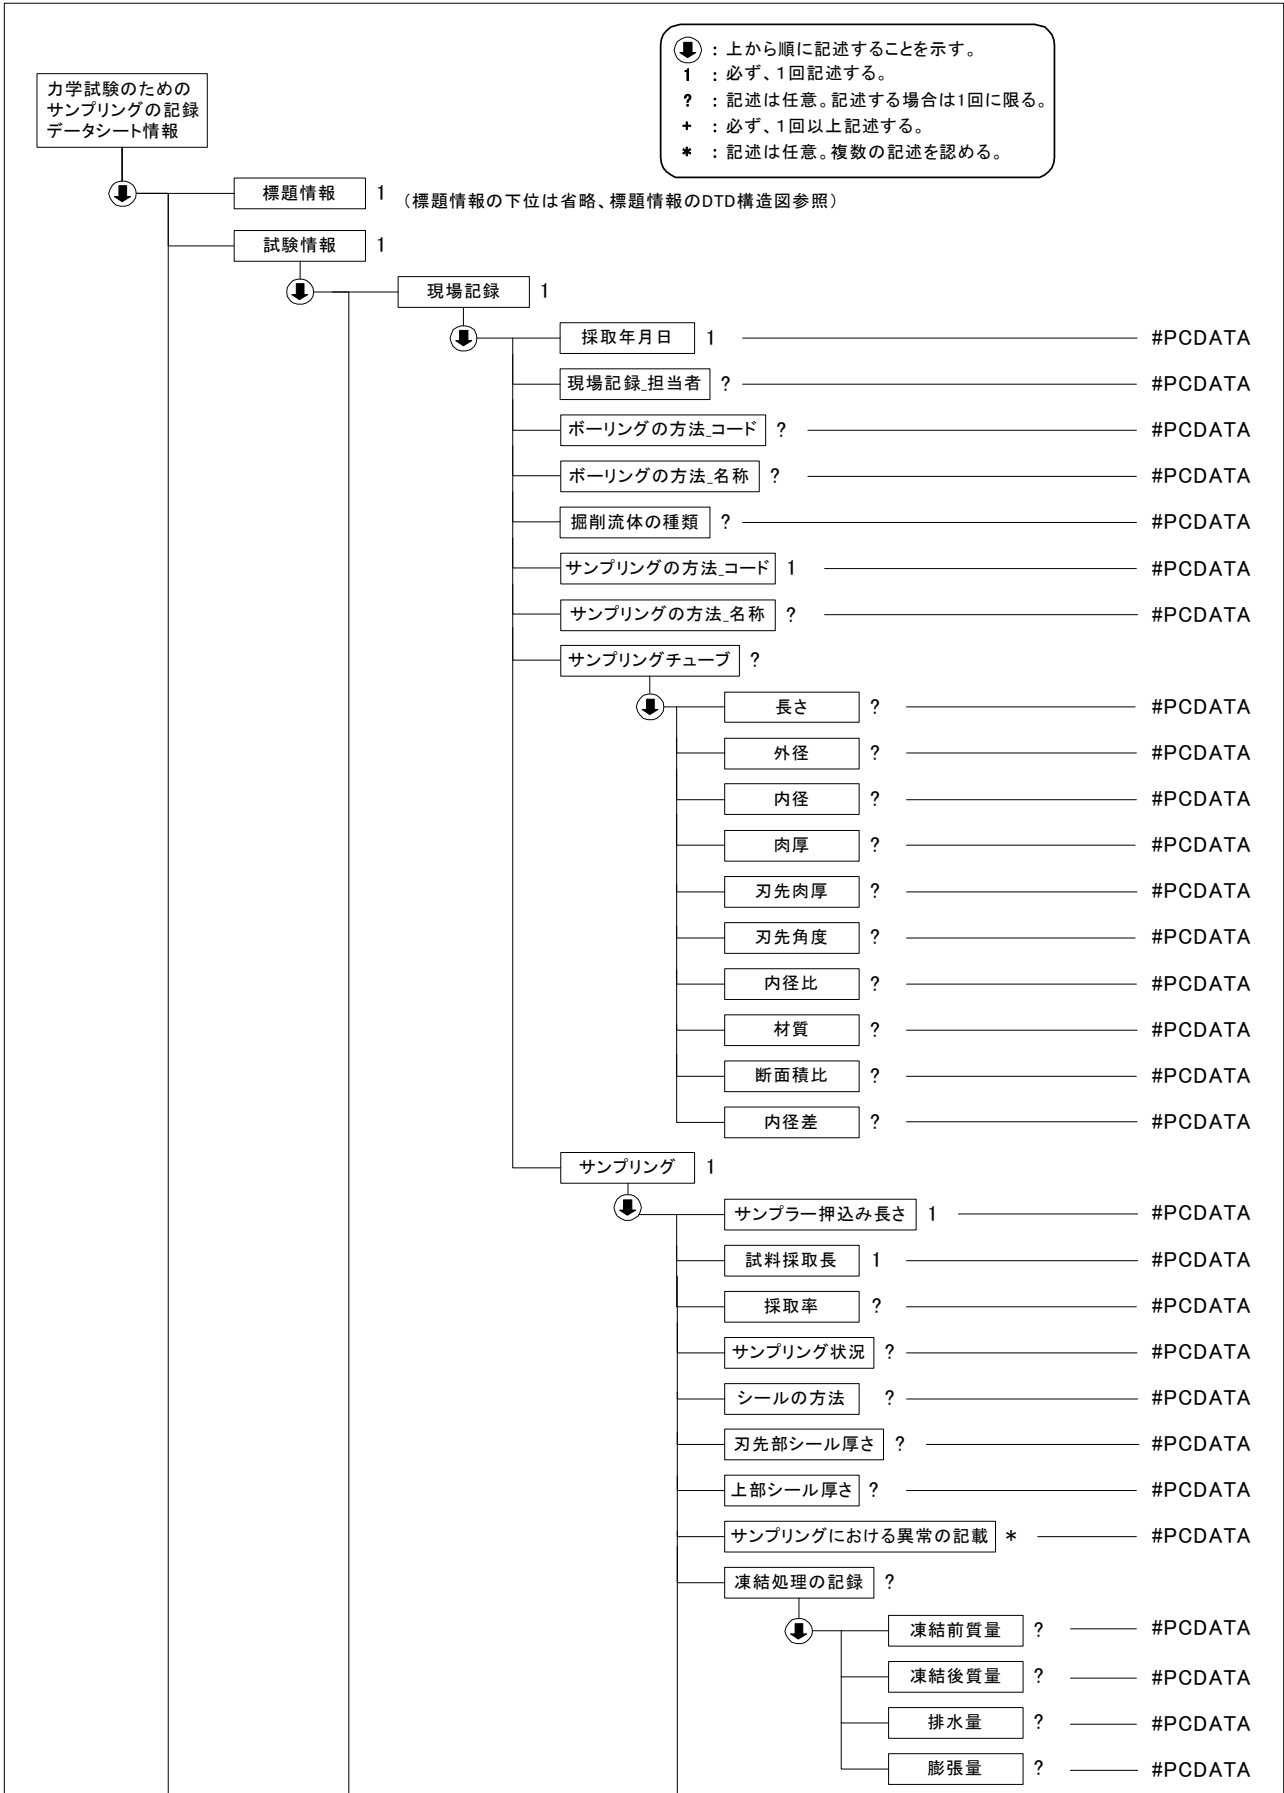 ：上から順に記述することを示す。
1 ：必ず、1回記述する。
? ：記述は任意。記述する場合は1回に限る。
+ ：必ず、1回以上記述する。
* ：記述は任意。複数の記述を認める。
力学試験のための
サンプリングの記録
データシート情報
標題情報 1 （標題情報の下位は省略、標題情報のDTD構造図参照）
試験情報 1
現場記録 1
採取年月日 1 #PCDATA
現場記録_担当者 ? #PCDATA
ボーリングの方法_コード ? #PCDATA
ボーリングの方法_名称 ? #PCDATA
掘削流体の種類 ? #PCDATA
サンプリングの方法_コード 1 #PCDATA
サンプリングの方法_名称 ? #PCDATA
サンプリングチューブ ?
長さ ? #PCDATA
外径 ? #PCDATA
内径 ? #PCDATA
肉厚 ? #PCDATA
刃先肉厚 ? #PCDATA
刃先角度 ? #PCDATA
内径比 ? #PCDATA
材質 ? #PCDATA
断面積比 ? #PCDATA
内径差 ? #PCDATA
サンプリング 1
サンプラー押込み長さ 1 #PCDATA
試料採取長 1 #PCDATA
採取率 ? #PCDATA
サンプリング状況 ? #PCDATA
シールの方法 ? #PCDATA
刃先部シール厚さ ? #PCDATA
上部シール厚さ ? #PCDATA
サンプリングにおける異常の記載 * #PCDATA
凍結処理の記録 ?
凍結前質量 ? #PCDATA
凍結後質量 ? #PCDATA
排水量 ? #PCDATA
膨張量 ? #PCDATA